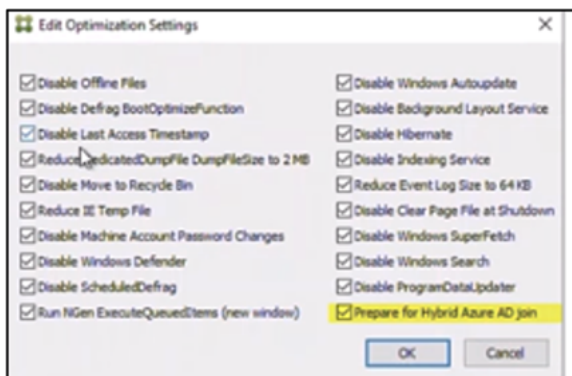 Edit Optimization Settings
Disable Offline Files
Disable Defrag BootOptimizeFunction
Disable Last Access Timestamp
Reduce DedicatedDumpFile DumpFileSize to 2 MB
Disable Move to Recycle Bin
Reduce IE Temp File
Disable Machine Account Password Changes
Disable Windows Defender
Disable ScheduledDefrag
Run NGen ExecuteQueuedItems (new window)
Disable Windows Autoupdate
Disable Background Layout Service
Disable Hibernate
Disable Indexing Service
Reduce Event Log Size to 64 KB
Disable Clear Page File at Shutdown
Disable Windows SuperFetch
Disable Windows Search
Disable ProgramDataUpdater
Prepare for Hybrid Azure AD join
OK
Cancel